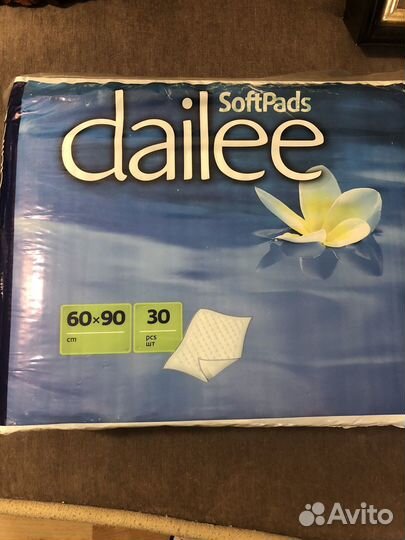 SoftPads
dailee
60×90 30
cm pcs
шт
Avito